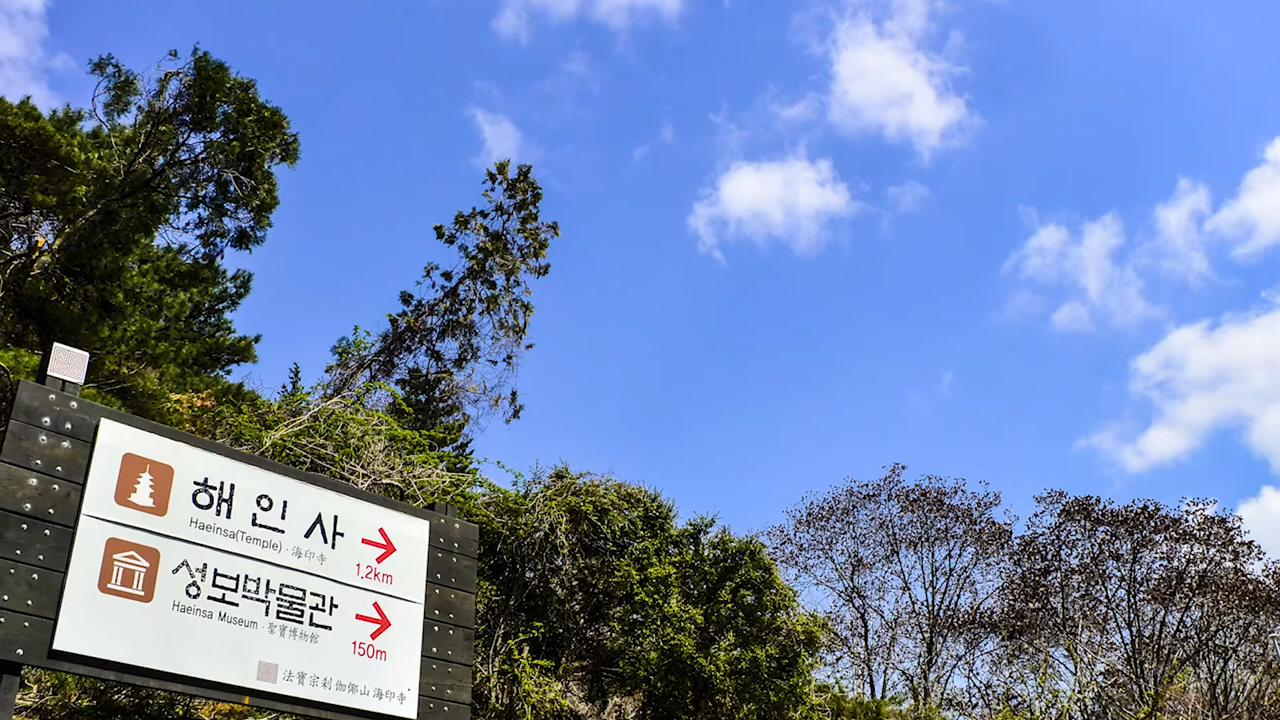 해인사
Haeinsa(Temple) · 海印寺
1.2km
성보박물관
Haeinsa Museum · 聖寶博物館
150m
法寶宗刹 伽倻山 海印寺